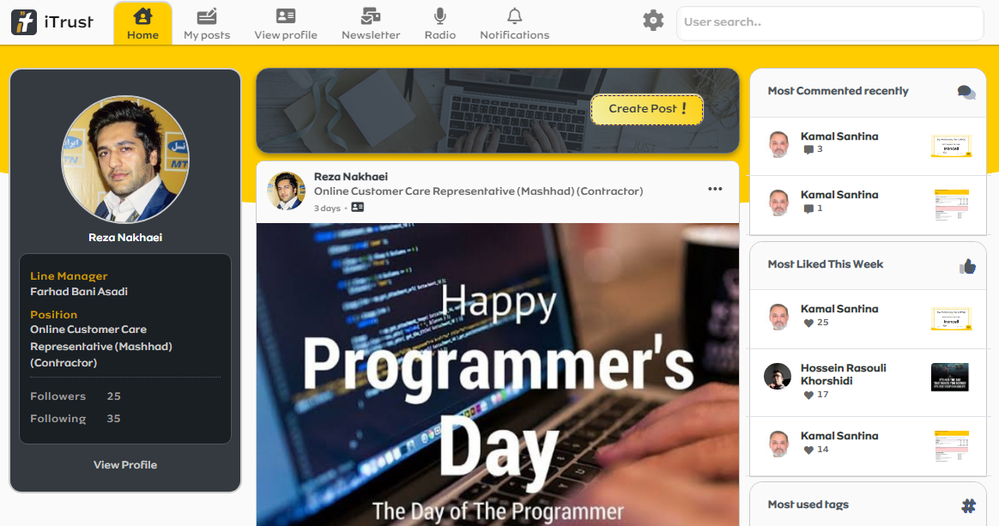 iTrust
Home
My posts
View profile
Newsletter
Radio
Notifications
User search..
Reza Nakhaei
Line Manager
Farhad Bani Asadi
Position
Online Customer Care
Representative (Mashhad)
(Contractor)
Followers 25
Following 35
View Profile
Create Post !
Reza Nakhaei
Online Customer Care Representative (Mashhad) (Contractor)
3 days
Happy
Programmer's
Day
The Day of The Programmer
Most Commented recently
Kamal Santina
3
Kamal Santina
1
Most Liked This Week
Kamal Santina
25
Hossein Rasouli
Khorshidi
17
Kamal Santina
14
Most used tags
#